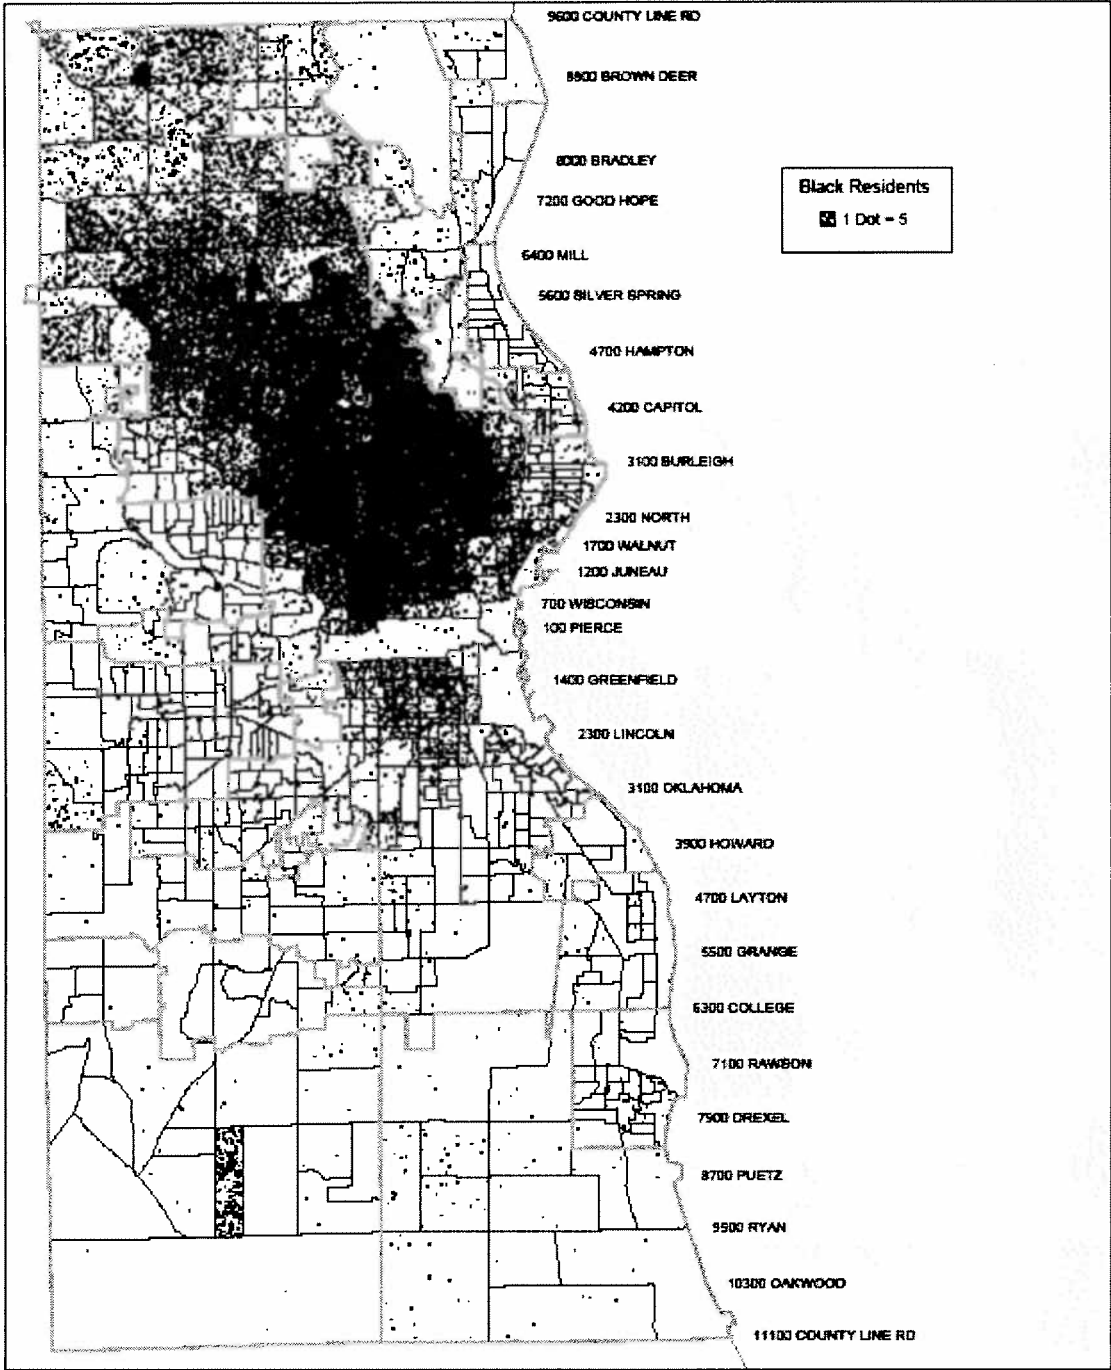 9600 COUNTY LINE RD
8800 BROWN DEER
8000 BRADLEY
7200 GOOD HOPE
Black Residents
1 Dot = 5
6400 MILL
5600 SILVER SPRING
4700 HAMPTON
4200 CAPITOL
3100 BURLEIGH
2300 NORTH
1700 WALNUT
1200 JUNEAU
700 WISCONSIN
100 PIERCE
1400 GREENFIELD
2300 LINCOLN
3100 OKLAHOMA
3900 HOWARD
4700 LAYTON
5500 GRANGE
6300 COLLEGE
7100 RAWSON
7900 DREXEL
8700 PUETZ
9500 RYAN
10300 OAKWOOD
11100 COUNTY LINE RD